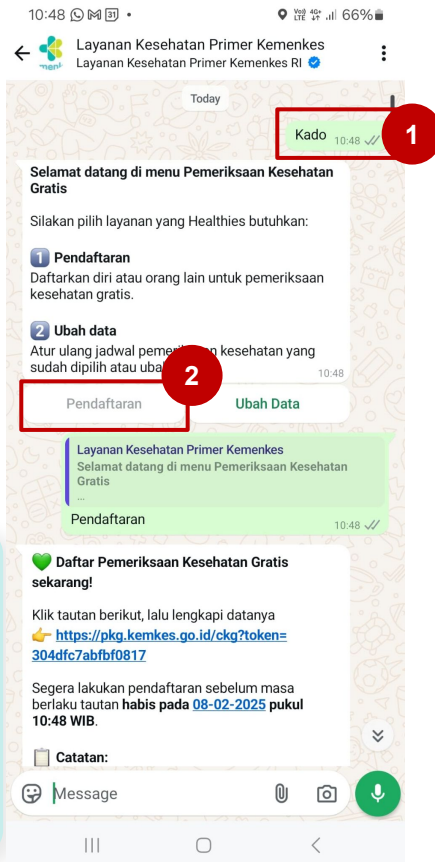 10:48 31 • Vo)) LTE 4G+ 66%
Layanan Kesehatan Primer Kemenkes
Layanan Kesehatan Primer Kemenkes RI
Today
Kado 10:48
1
Selamat datang di menu Pemeriksaan Kesehatan
Gratis
Silakan pilih layanan yang Healthies butuhkan:
1 Pendaftaran
Daftarkan diri atau orang lain untuk pemeriksaan
kesehatan gratis.
2 Ubah data
Atur ulang jadwal kesehatan yang
sudah dipilih atau
10:48
2
Pendaftaran Ubah Data
Layanan Kesehatan Primer Kemenkes
Selamat datang di menu Pemeriksaan Kesehatan
Gratis
...
Pendaftaran 10:48
💚 Daftar Pemeriksaan Kesehatan Gratis
sekarang!
Klik tautan berikut, lalu lengkapi datanya
👉 https://pkg.kemkes.go.id/ckg?token=
304dfc7abfbf0817
Segera lakukan pendaftaran sebelum masa
berlaku tautan habis pada 08-02-2025 pukul
10:48 WIB.
📋 Catatan:
Message